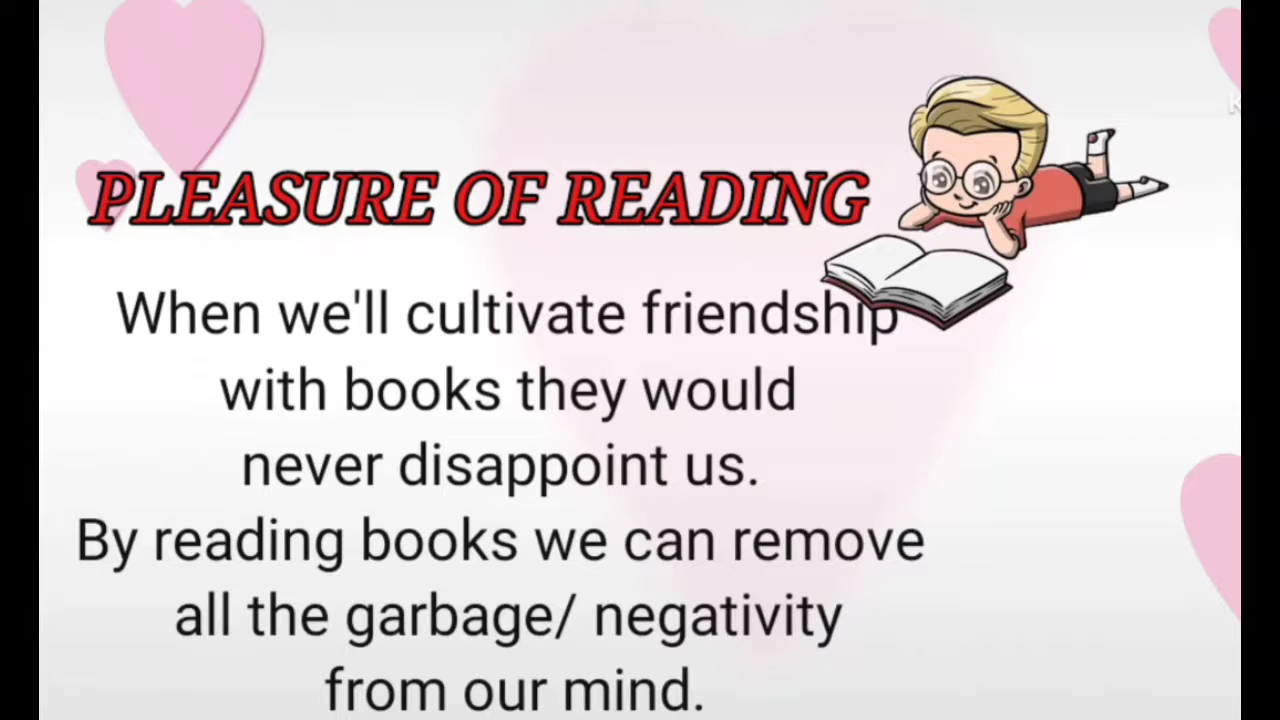 PLEASURE OF READING
When we'll cultivate friendship
with books they would
never disappoint us.
By reading books we can remove
all the garbage/ negativity
from our mind.